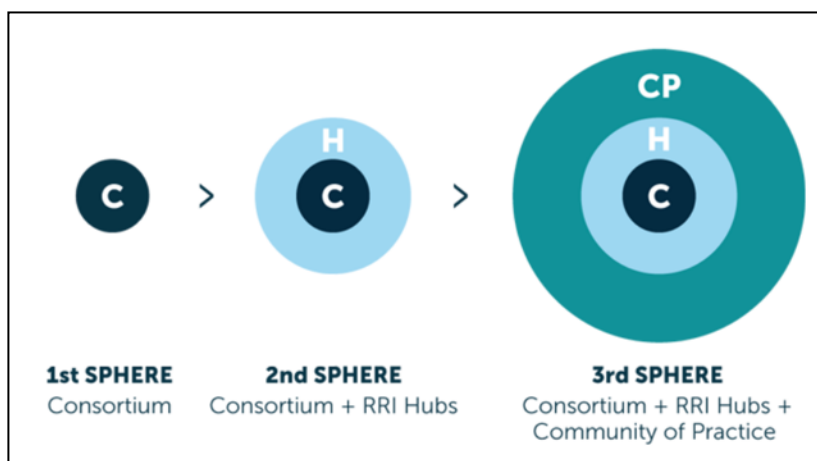 C
>
H
C
>
CP
H
C
1st SPHERE
Consortium
2nd SPHERE
Consortium + RRI Hubs
3rd SPHERE
Consortium + RRI Hubs +
Community of Practice